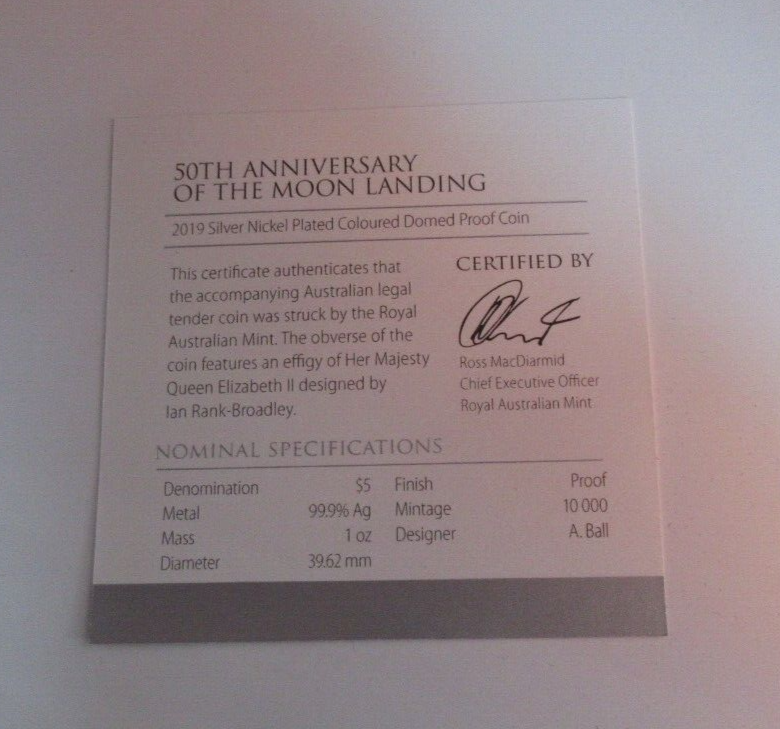 50TH ANNIVERSARY
OF THE MOON LANDING
2019 Silver Nickel Plated Coloured Domed Proof Coin
This certificate authenticates that
the accompanying Australian legal
tender coin was struck by the Royal
Australian Mint. The obverse of the
coin features an effigy of Her Majesty
Queen Elizabeth II designed by
Ian Rank-Broadley.
CERTIFIED BY
Ross MacDiarmid
Chief Executive Officer
Royal Australian Mint
NOMINAL SPECIFICATIONS
Denomination $5 Finish Proof
Metal 99.9% Ag Mintage 10 000
Mass 1 oz Designer A. Ball
Diameter 39.62 mm